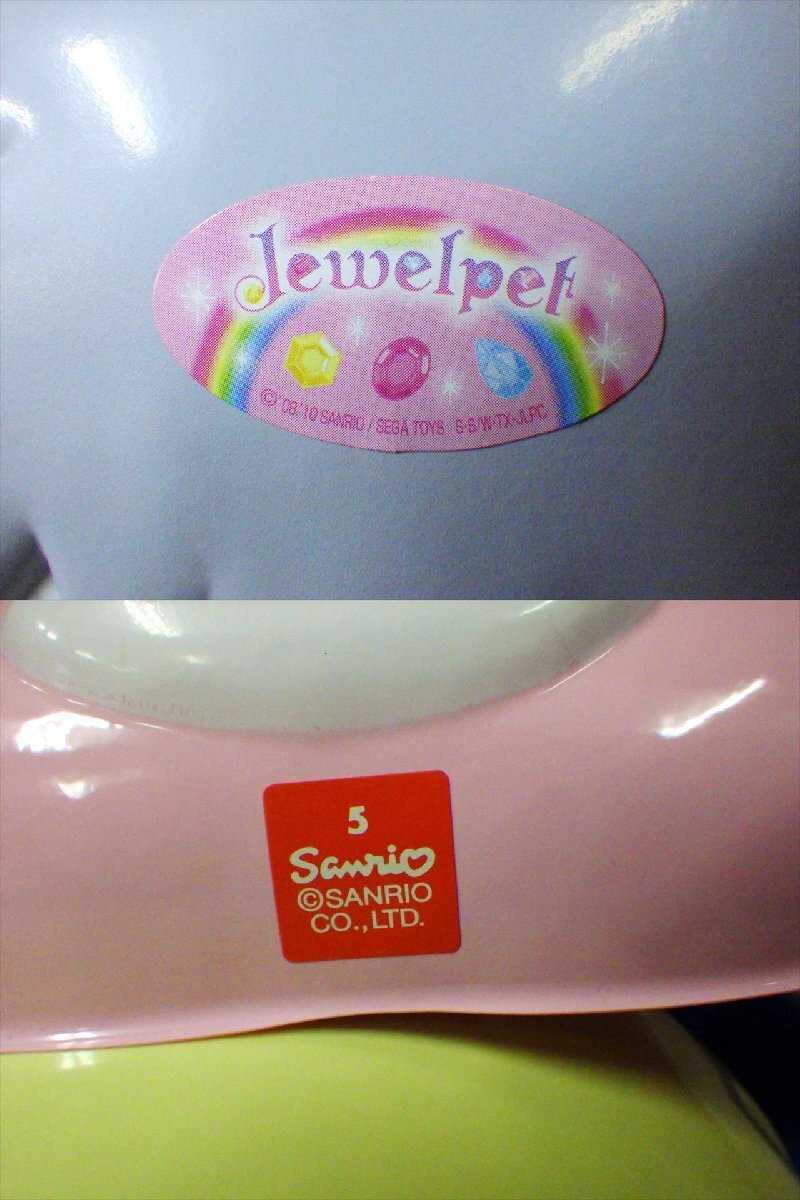 Jewelpet
© '08 '10 SANRIO / SEGA TOYS S·S/W·TX·JLPC
5
Sanrio
©SANRIO
CO.,LTD.